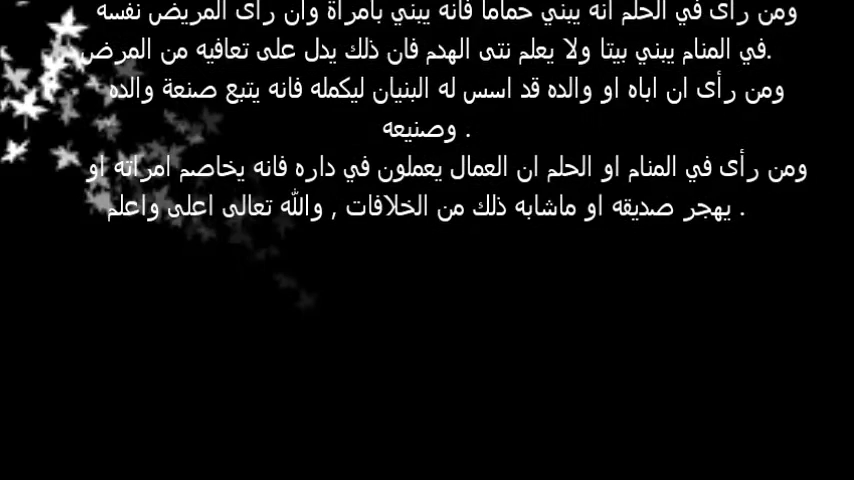 ومن رأى في الحلم انه يبني حماما فانه يبني بامرأة وان رأى المريض نفسه
في المنام يبني بيتا ولا يعلم نتى الهدم فان ذلك يدل على تعافيه من المرض.
ومن رأى ان اباه او والده قد اسس له البنيان ليكمله فانه يتبع صنعة والده
وصنيعه .
ومن رأى في المنام او الحلم ان العمال يعملون في داره فانه يخاصم امراته او
يهجر صديقه او ماشابه ذلك من الخلافات , والله تعالى اعلى واعلم .